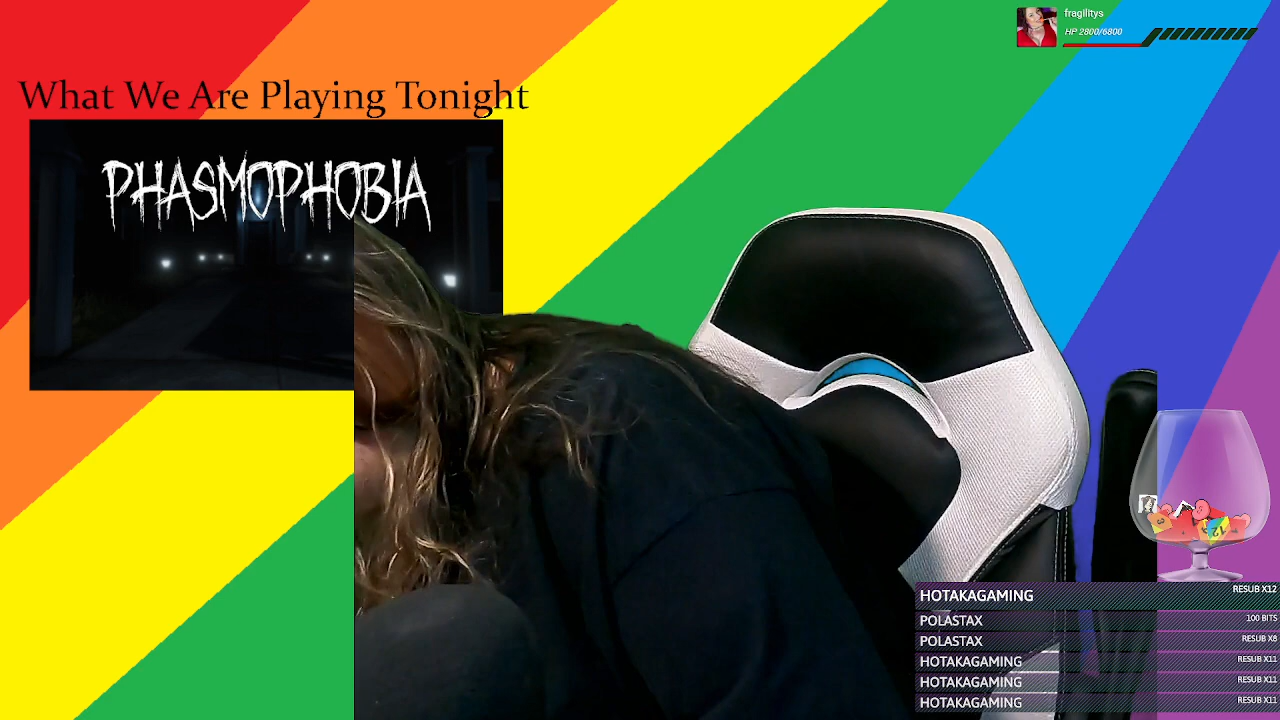 fragilitys
HP 2800/6800
What We Are Playing Tonight
PHASMOPHOBIA
HOTAKAGAMING RESUB X12
POLASTAX 100 BITS
POLASTAX RESUB X6
HOTAKAGAMING RESUB X11
HOTAKAGAMING RESUB X11
HOTAKAGAMING RESUB X11